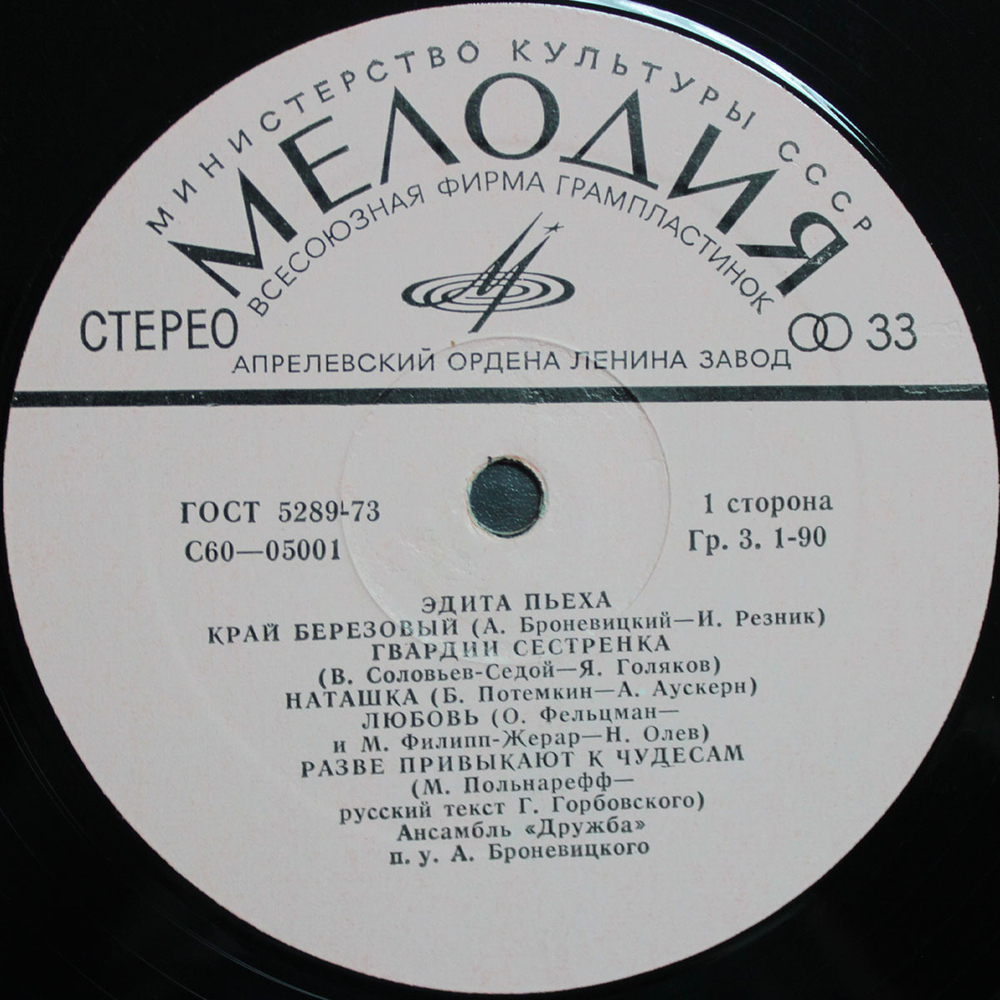 МИНИСТЕРСТВО КУЛЬТУРЫ СССР
МЕЛОДИЯ
ВСЕСОЮЗНАЯ ФИРМА ГРАМПЛАСТИНОК
СТЕРЕО
33
АПРЕЛЕВСКИЙ ОРДЕНА ЛЕНИНА ЗАВОД
ГОСТ 5289-73
1 сторона
С60—05001
Гр. 3. 1-90
ЭДИТА ПЬЕХА
КРАЙ БЕРЕЗОВЫЙ (А. Броневицкий—И. Резник)
ГВАРДИИ СЕСТРЕНКА
(В. Соловьев-Седой—Я. Голяков)
НАТАШКА (Б. Потемкин—А. Аускерн)
ЛЮБОВЬ (О. Фельцман—
и М. Филипп-Жерар—Н. Олев)
РАЗВЕ ПРИВЫКАЮТ К ЧУДЕСАМ
(М. Польнарефф—
русский текст Г. Горбовского)
Ансамбль «Дружба»
п. у. А. Броневицкого